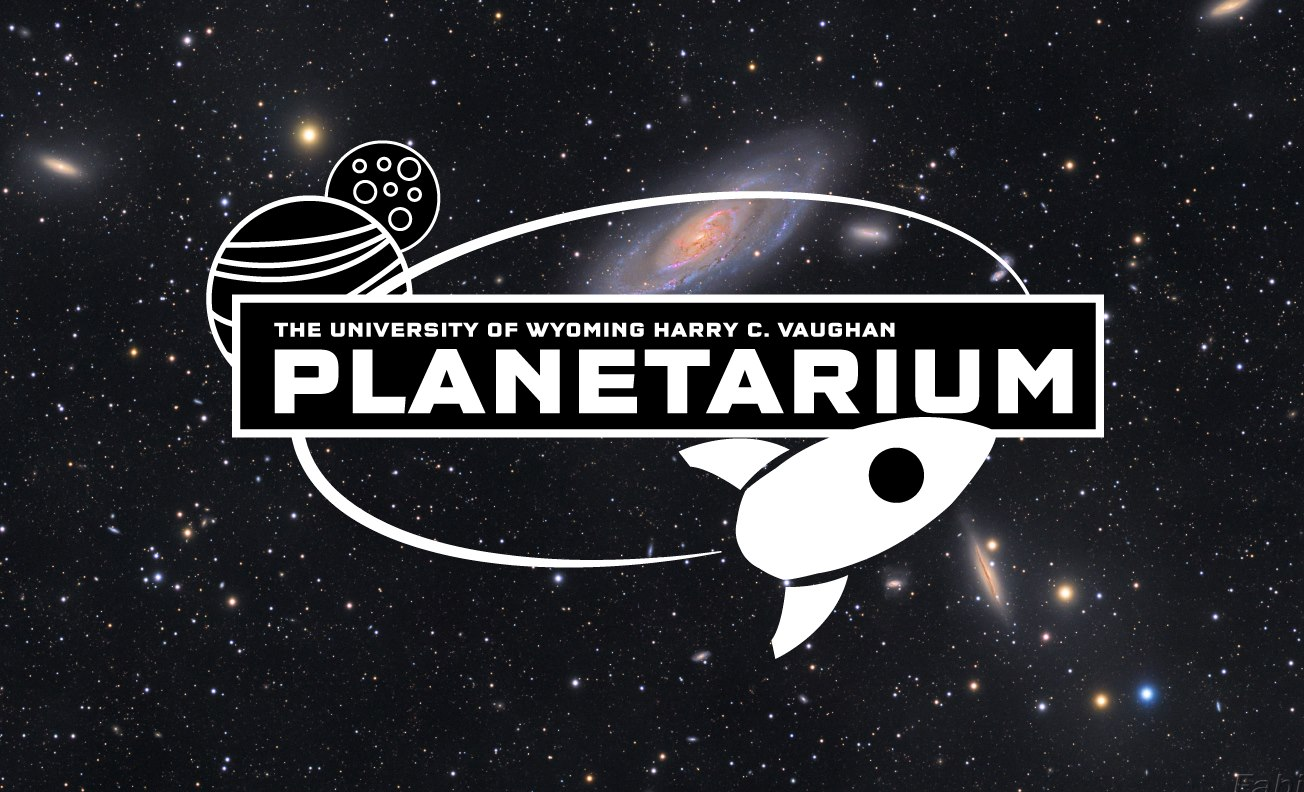 THE UNIVERSITY OF WYOMING HARRY C. VAUGHAN
PLANETARIUM